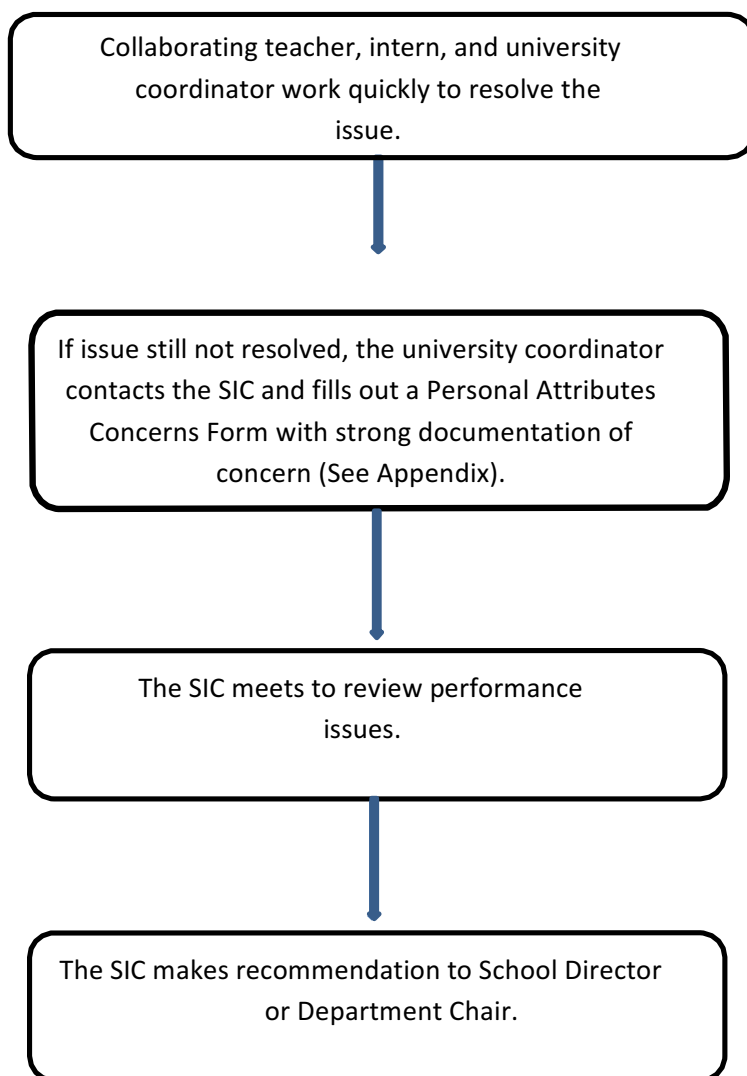 Collaborating teacher, intern, and university
coordinator work quickly to resolve the
issue.
If issue still not resolved, the university coordinator
contacts the SIC and fills out a Personal Attributes
Concerns Form with strong documentation of
concern (See Appendix).
The SIC meets to review performance
issues.
The SIC makes recommendation to School Director
or Department Chair.